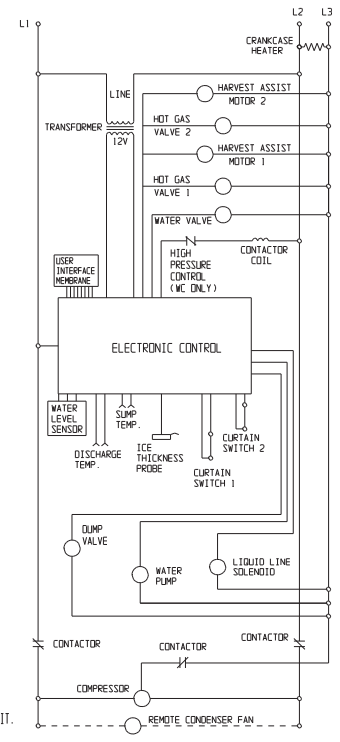 L1
L2
L3
CRANKCASE
HEATER
HARVEST ASSIST
MOTOR 2
LINE
HOT GAS
VALVE 2
TRANSFORMER
12V
HARVEST ASSIST
MOTOR 1
HOT GAS
VALVE 1
WATER VALVE
HIGH
PRESSURE
CONTROL
(WC ONLY)
CONTACTOR
COIL
USER
INTERFACE
MEMBRANE
ELECTRONIC CONTROL
WATER
LEVEL
SENSOR
SUMP
TEMP.
DISCHARGE
TEMP.
ICE
THICKNESS
PROBE
CURTAIN
SWITCH 2
CURTAIN
SWITCH 1
DUMP
VALVE
WATER
PUMP
LIQUID LINE
SOLENOID
CONTACTOR
CONTACTOR
CONTACTOR
COMPRESSOR
IT.
REMOTE CONDENSER FAN